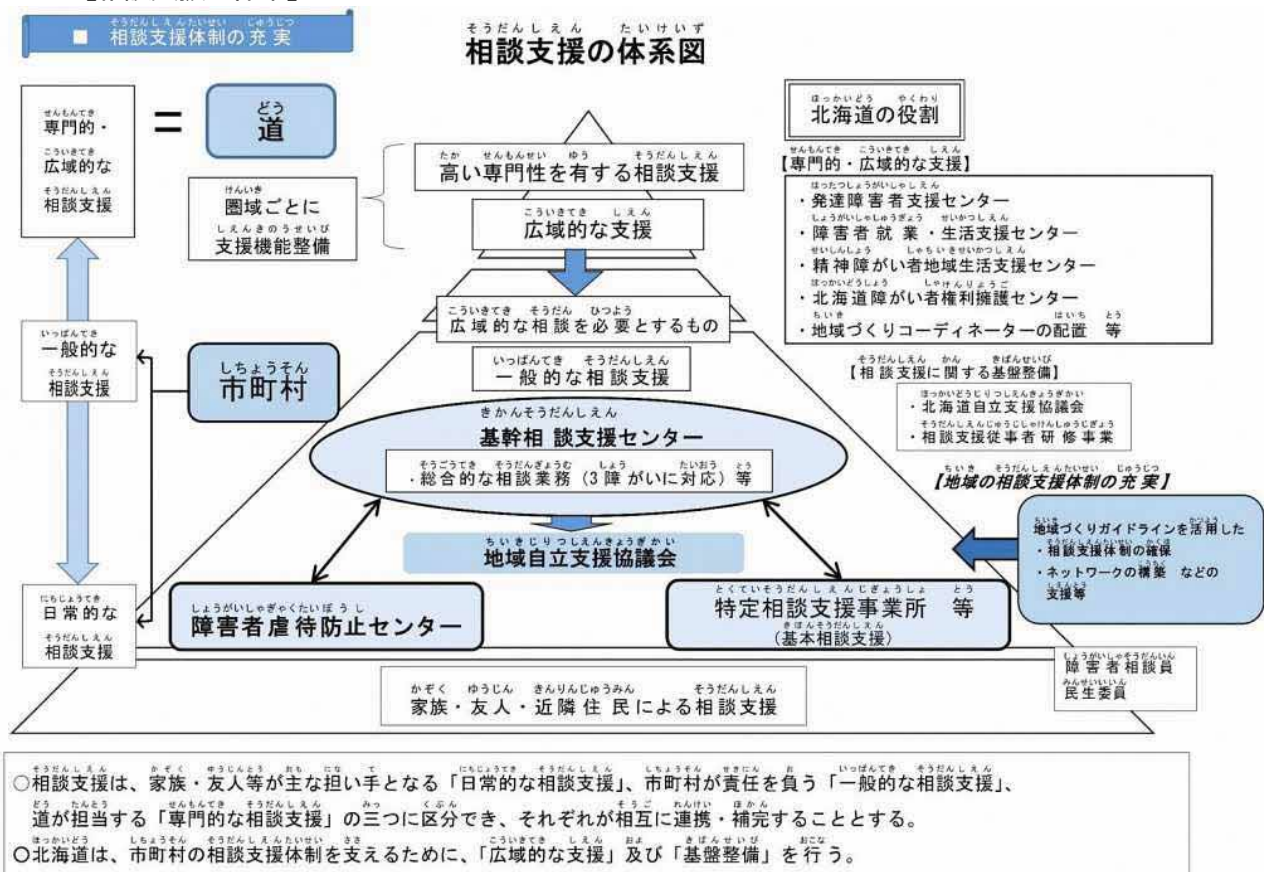 ■ 相談支援体制の充実
相談支援の体系図
専門的・
広域的な
相談支援
=
道
圏域ごとに
支援機能整備
高い専門性を有する相談支援
広域的な支援
北海道の役割
【専門的・広域的な支援】
・発達障害者支援センター
・障害者就業・生活支援センター
・精神障がい者地域生活支援センター
・北海道障がい者権利擁護センター
・地域づくりコーディネーターの配置 等
広域的な相談を必要とするもの
一般的な相談支援
一般的な
相談支援
市町村
【相談支援に関する基盤整備】
・北海道自立支援協議会
・相談支援従事者研修事業
基幹相談支援センター
・総合的な相談業務(3障がいに対応)等
地域自立支援協議会
【地域の相談支援体制の充実】
地域づくりガイドラインを活用した
・相談支援体制の確保
・ネットワークの構築 などの
支援等
日常的な
相談支援
障害者虐待防止センター
特定相談支援事業所 等
(基本相談支援)
障害者相談員
民生委員
家族・友人・近隣住民による相談支援
○相談支援は、家族・友人等が主な担い手となる「日常的な相談支援」、市町村が責任を負う「一般的な相談支援」、
道が担当する「専門的な相談支援」の三つに区分でき、それぞれが相互に連携・補完することとする。
○北海道は、市町村の相談支援体制を支えるために、「広域的な支援」及び「基盤整備」を行う。